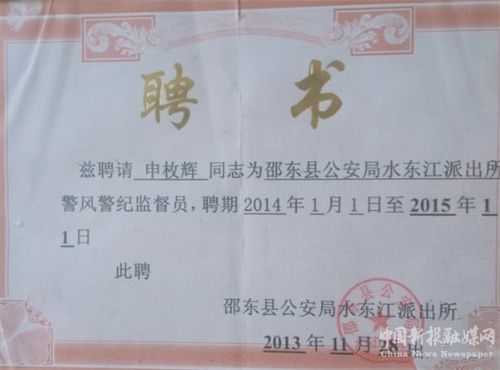 聘 书
兹聘请 申枚辉 同志为邵东县公安局水东江派出所
警风警纪监督员,聘期 2014 年 1 月 1 日至 2015 年 1
1 日
此聘
邵东县公安局水东江派出所
2013 年 11 月 28 日
中国新报融媒网
China News Newspaper